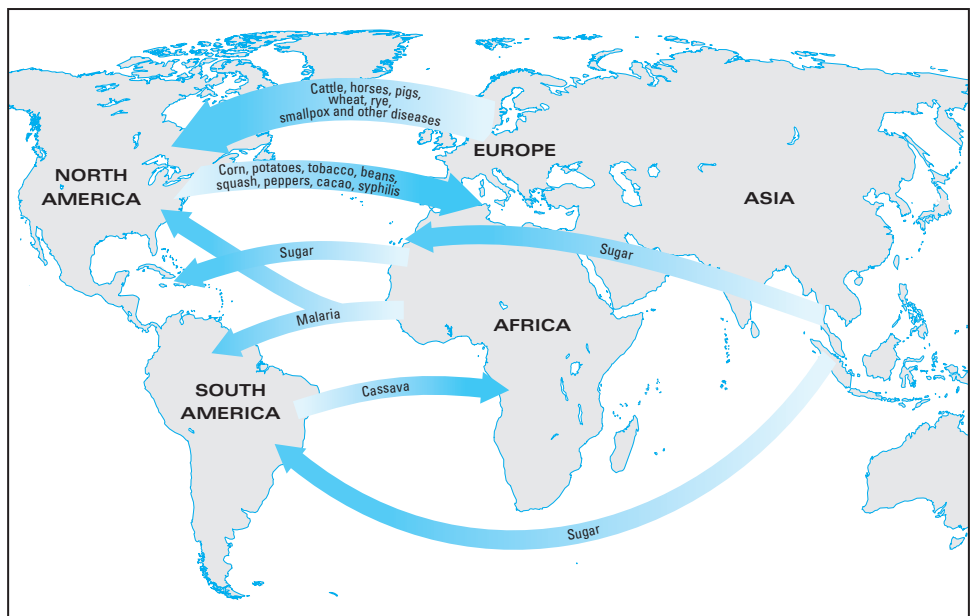 Cattle, horses, pigs,
wheat, rye,
smallpox and other diseases
EUROPE
Corn, potatoes, tobacco, beans,
squash, peppers, cacao, syphilis
NORTH
AMERICA
ASIA
Sugar
Sugar
Malaria
AFRICA
Cassava
SOUTH
AMERICA
Sugar